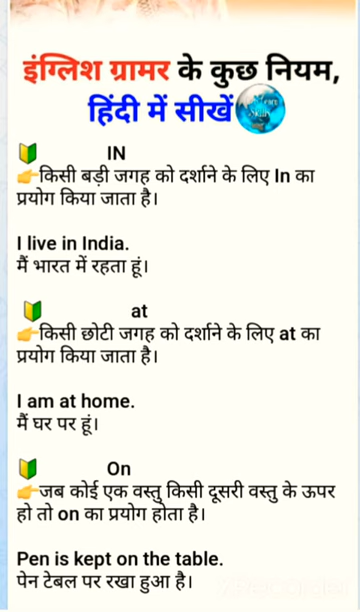 इंग्लिश ग्रामर के कुछ नियम,
हिंदी में सीखें
IN
किसी बड़ी जगह को दर्शाने के लिए In का
प्रयोग किया जाता है।
I live in India.
मैं भारत में रहता हूं।
at
किसी छोटी जगह को दर्शाने के लिए at का
प्रयोग किया जाता है।
I am at home.
मैं घर पर हूं।
On
जब कोई एक वस्तु किसी दूसरी वस्तु के ऊपर
हो तो on का प्रयोग होता है।
Pen is kept on the table.
पेन टेबल पर रखा हुआ है।